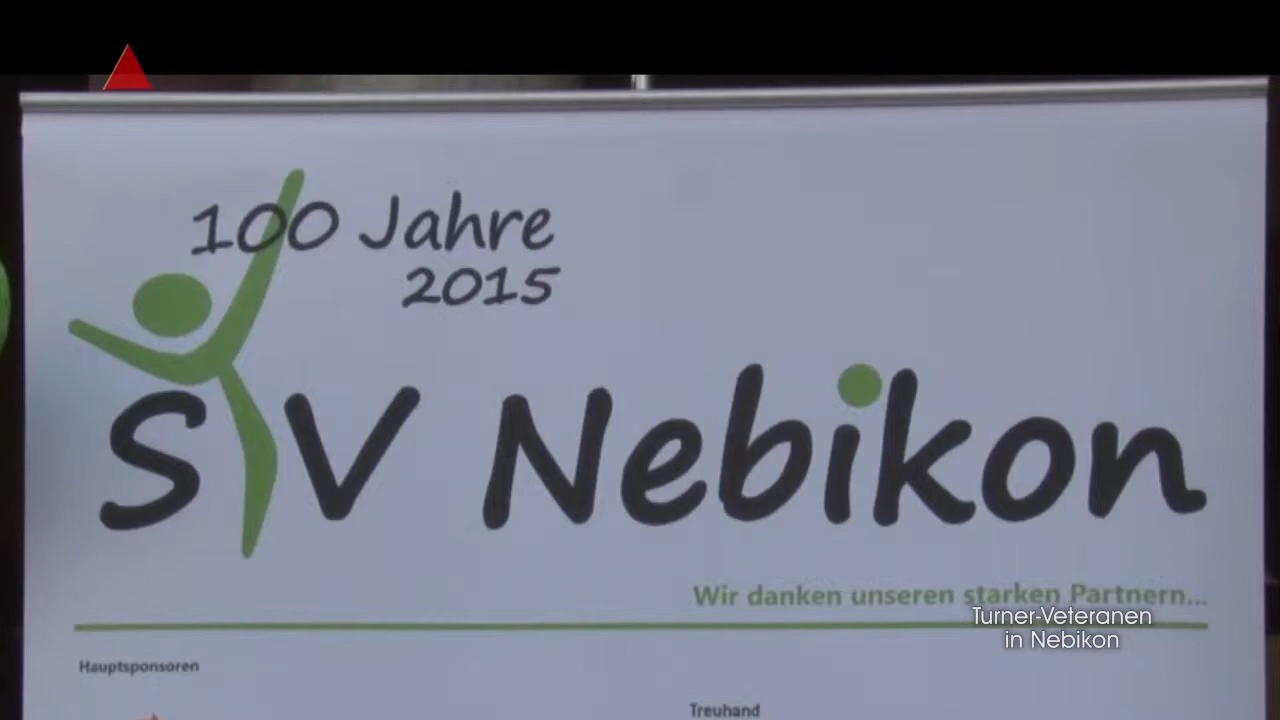 100 Jahre
2015
STV Nebikon
Wir danken unseren starken Partnern...
Turner-Veteranen
in Nebikon
Hauptsponsoren
Treuhand